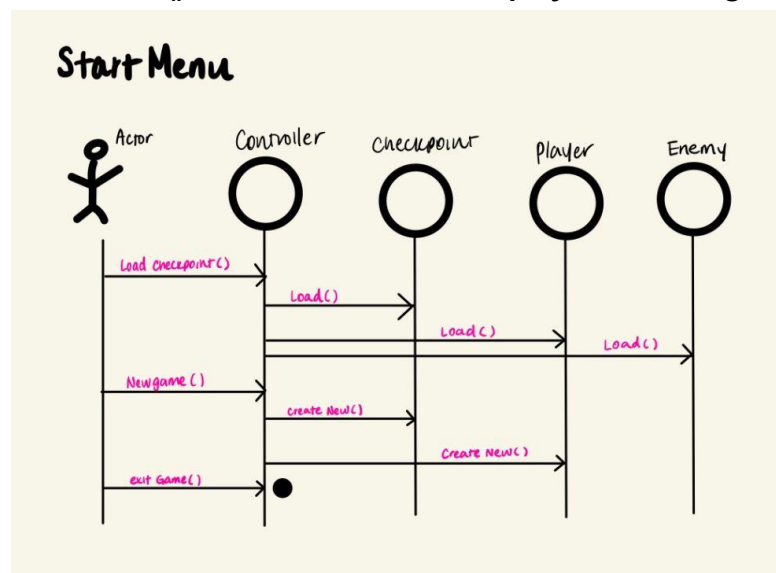 Start Menu
Actor
Controller
Checkpoint
Player
Enemy
Load Checkpoint()
Load()
Load()
Load()
Newgame()
Create New()
Create New()
exit Game()